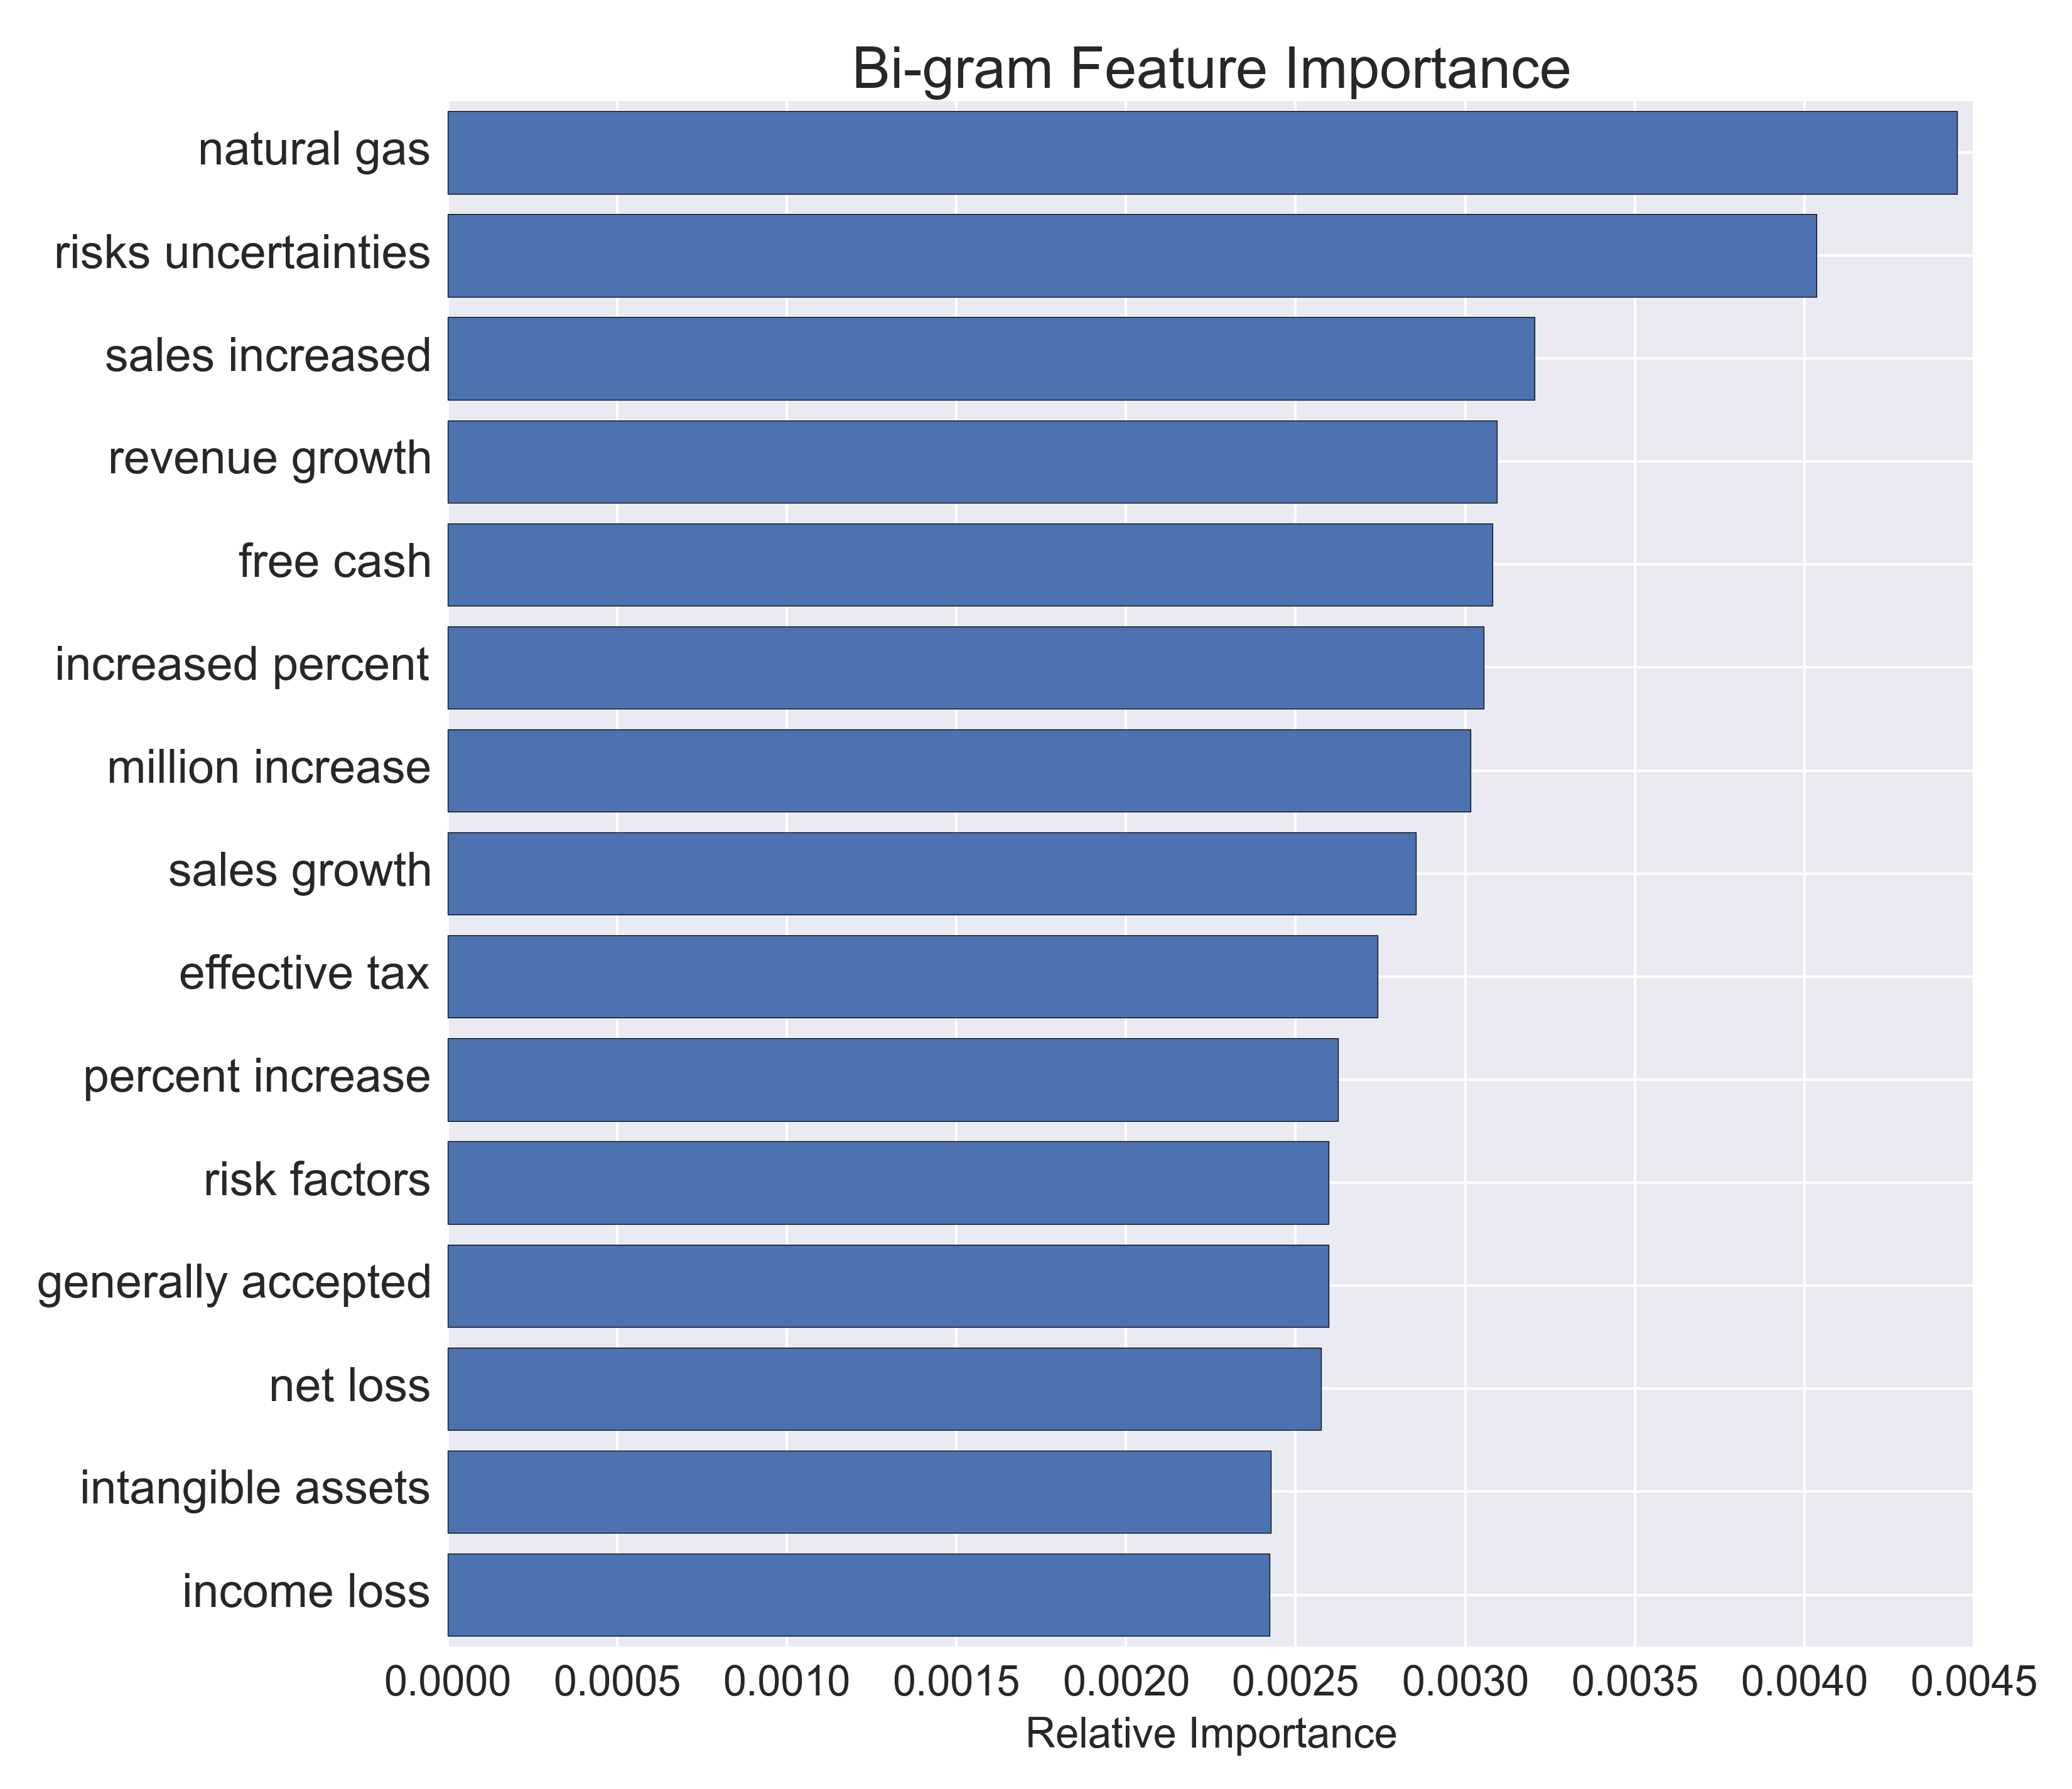 Bi-gram Feature Importance
natural gas
risks uncertainties
sales increased
revenue growth
free cash
increased percent
million increase
sales growth
effective tax
percent increase
risk factors
generally accepted
net loss
intangible assets
income loss
0.0000 0.0005 0.0010 0.0015 0.0020 0.0025 0.0030 0.0035 0.0040 0.0045
Relative Importance